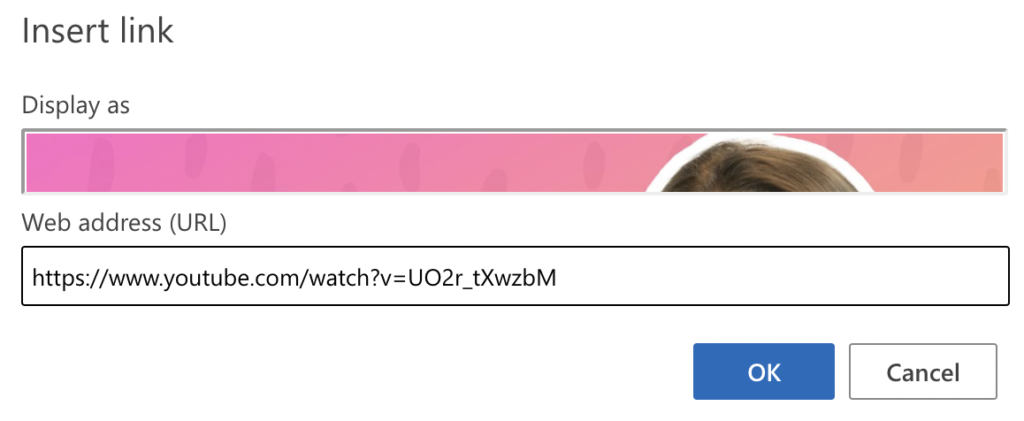 Insert link
Display as
Web address (URL)
https://www.youtube.com/watch?v=UO2r_tXwzbM
OK
Cancel